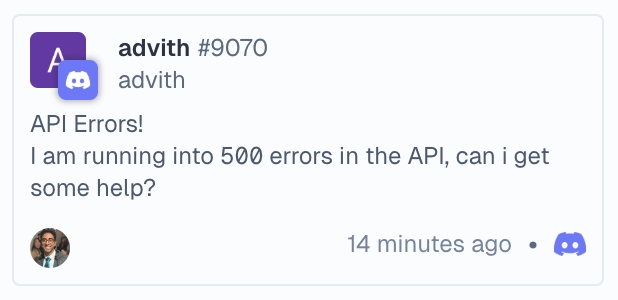 A
advith #9070
advith
API Errors!
I am running into 500 errors in the API, can i get
some help?
14 minutes ago •